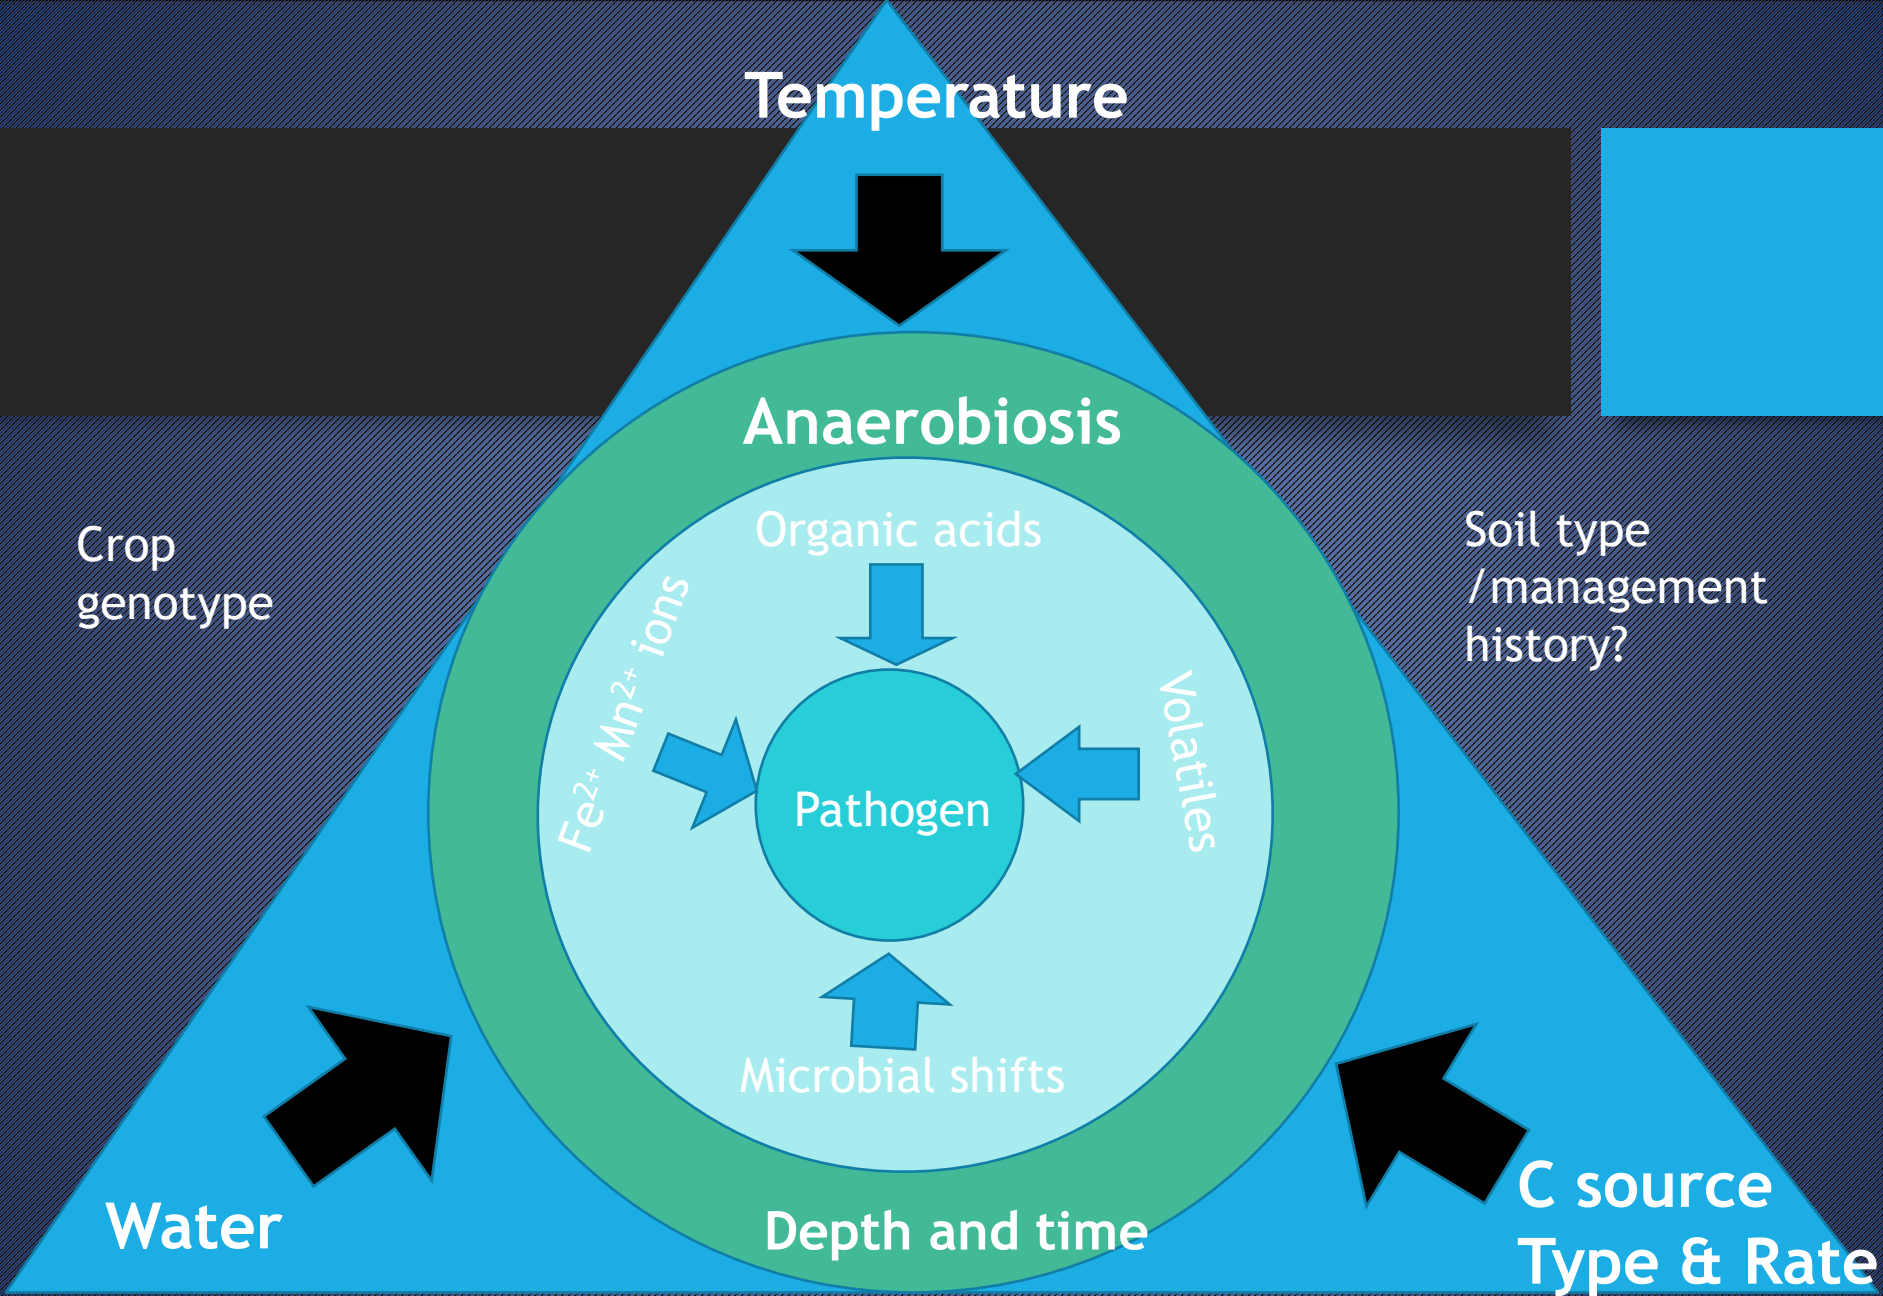 Temperature
Anaerobiosis
Organic acids
Crop
genotype
Soil type
/management
history?
Fe²⁺ Mn²⁺ ions
Volatiles
Pathogen
Microbial shifts
Water
Depth and time
C source
Type & Rate